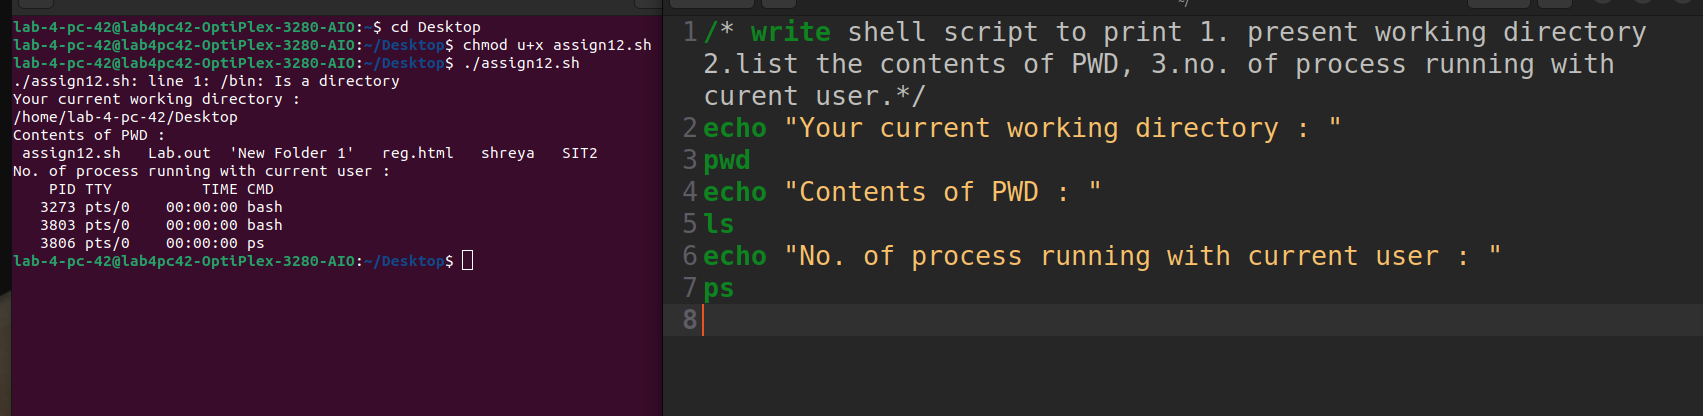 lab-4-pc-42@lab4pc42-OptiPlex-3280-AIO:~$ cd Desktop
lab-4-pc-42@lab4pc42-OptiPlex-3280-AIO:~/Desktop$ chmod u+x assign12.sh
lab-4-pc-42@lab4pc42-OptiPlex-3280-AIO:~/Desktop$ ./assign12.sh
./assign12.sh: line 1: /bin: Is a directory
Your current working directory :
/home/lab-4-pc-42/Desktop
Contents of PWD :
 assign12.sh   Lab.out  'New Folder 1'   reg.html   shreya   SIT2
No. of process running with current user :
    PID TTY          TIME CMD
   3273 pts/0    00:00:00 bash
   3803 pts/0    00:00:00 bash
   3806 pts/0    00:00:00 ps
lab-4-pc-42@lab4pc42-OptiPlex-3280-AIO:~/Desktop$
~/
1 /* write shell script to print 1. present working directory
2.list the contents of PWD, 3.no. of process running with
curent user.*/
2 echo "Your current working directory : "
3 pwd
4 echo "Contents of PWD : "
5 ls
6 echo "No. of process running with current user : "
7 ps
8